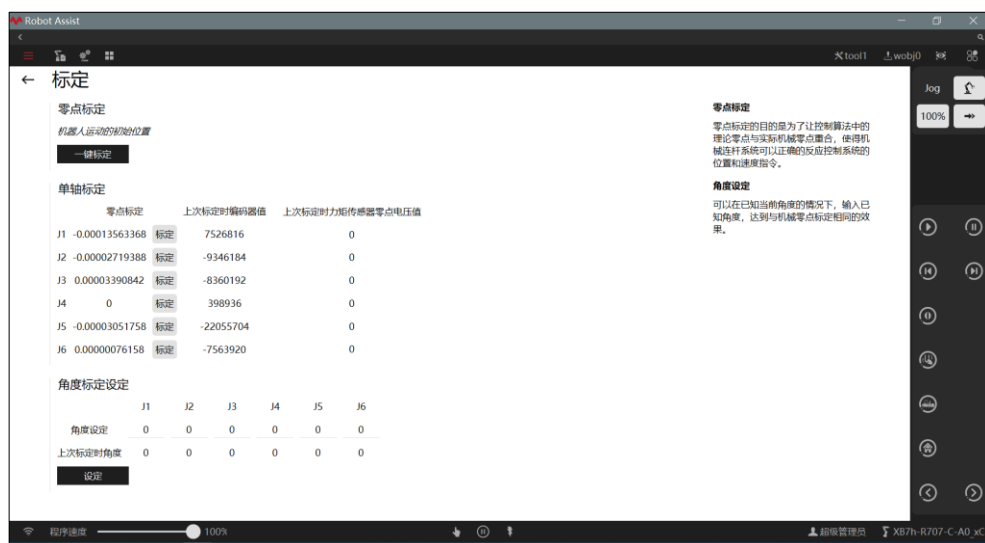 Robot Assist
tool1 wobj0
标定
零点标定
机器人运动的初始位置
一键标定
单轴标定
零点标定 上次标定时编码器值 上次标定时力矩传感器零点电压值
J1 -0.00013563368 标定 7526816 0
J2 -0.00002719388 标定 -9346184 0
J3 0.00003390842 标定 -8360192 0
J4 0 标定 398936 0
J5 -0.00003051758 标定 -22055704 0
J6 0.00000076158 标定 -7563920 0
角度标定设定
J1 J2 J3 J4 J5 J6
角度设定 0 0 0 0 0 0
上次标定时角度 0 0 0 0 0 0
设定
零点标定
零点标定的目的是为了让控制算法中的
理论零点与实际机械零点重合，使得机
械连杆系统可以正确的反应控制系统的
位置和速度指令。
角度设定
可以在已知当前角度的情况下，输入已
知角度，达到与机械零点标定相同的效
果。
Jog
100%
程序速度 100% 超级管理员 XB7h-R707-C-A0_xC